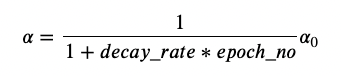 α = 1 / (1 + decay_rate * epoch_no) α₀